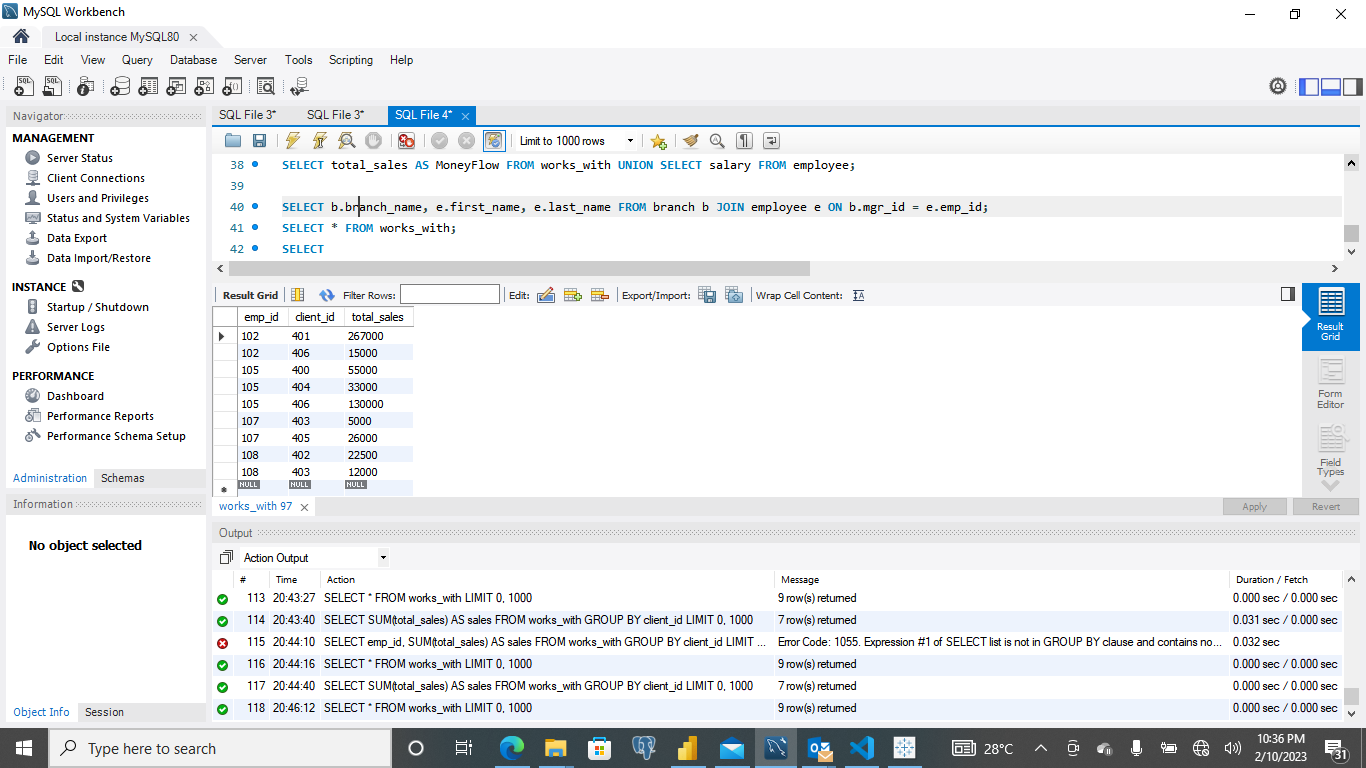 MySQL Workbench
Local instance MySQL80
File Edit View Query Database Server Tools Scripting Help
Navigator
MANAGEMENT
Server Status
Client Connections
Users and Privileges
Status and System Variables
Data Export
Data Import/Restore
INSTANCE
Startup / Shutdown
Server Logs
Options File
PERFORMANCE
Dashboard
Performance Reports
Performance Schema Setup
Administration Schemas
Information
No object selected
Object Info Session
SQL File 3* SQL File 3* SQL File 4*
Limit to 1000 rows
38 SELECT total_sales AS MoneyFlow FROM works_with UNION SELECT salary FROM employee;
39
40 SELECT b.branch_name, e.first_name, e.last_name FROM branch b JOIN employee e ON b.mgr_id = e.emp_id;
41 SELECT * FROM works_with;
42 SELECT
Result Grid Filter Rows: Edit: Export/Import: Wrap Cell Content:
emp_id client_id total_sales
102 401 267000
102 406 15000
105 400 55000
105 404 33000
105 406 130000
107 403 5000
107 405 26000
108 402 22500
108 403 12000
NULL NULL NULL
Result
Grid
Form
Editor
Field
Types
works_with 97
Apply Revert
Output
Action Output
# Time Action Message Duration / Fetch
113 20:43:27 SELECT * FROM works_with LIMIT 0, 1000 9 row(s) returned 0.000 sec / 0.000 sec
114 20:43:40 SELECT SUM(total_sales) AS sales FROM works_with GROUP BY client_id LIMIT 0, 1000 7 row(s) returned 0.031 sec / 0.000 sec
115 20:44:10 SELECT emp_id, SUM(total_sales) AS sales FROM works_with GROUP BY client_id LIMIT ... Error Code: 1055. Expression #1 of SELECT list is not in GROUP BY clause and contains no... 0.032 sec
116 20:44:16 SELECT * FROM works_with LIMIT 0, 1000 9 row(s) returned 0.000 sec / 0.000 sec
117 20:44:40 SELECT SUM(total_sales) AS sales FROM works_with GROUP BY client_id LIMIT 0, 1000 7 row(s) returned 0.000 sec / 0.000 sec
118 20:46:12 SELECT * FROM works_with LIMIT 0, 1000 9 row(s) returned 0.000 sec / 0.000 sec
Type here to search
28°C
10:36 PM
2/10/2023
31